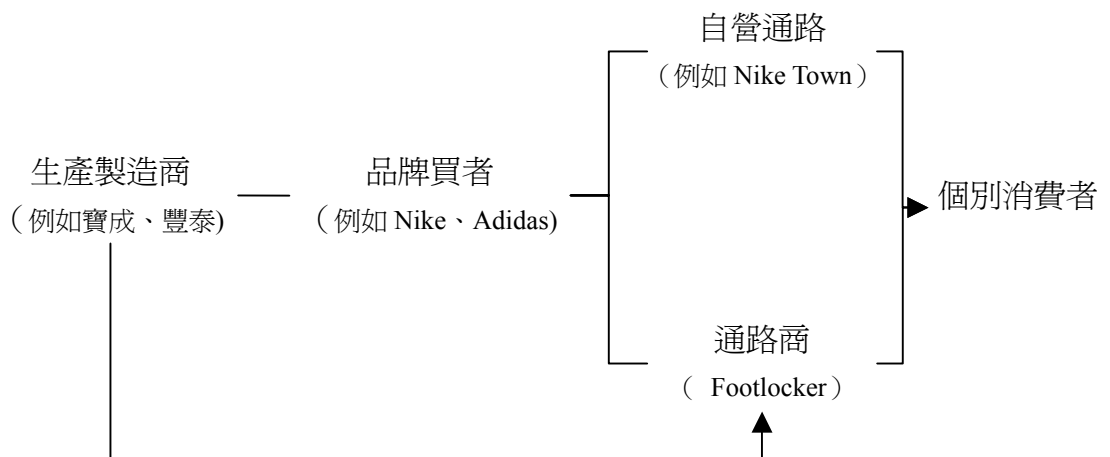 自營通路
（例如 Nike Town）
生產製造商
（例如寶成、豐泰)
品牌買者
（例如 Nike、Adidas)
個別消費者
通路商
（ Footlocker）